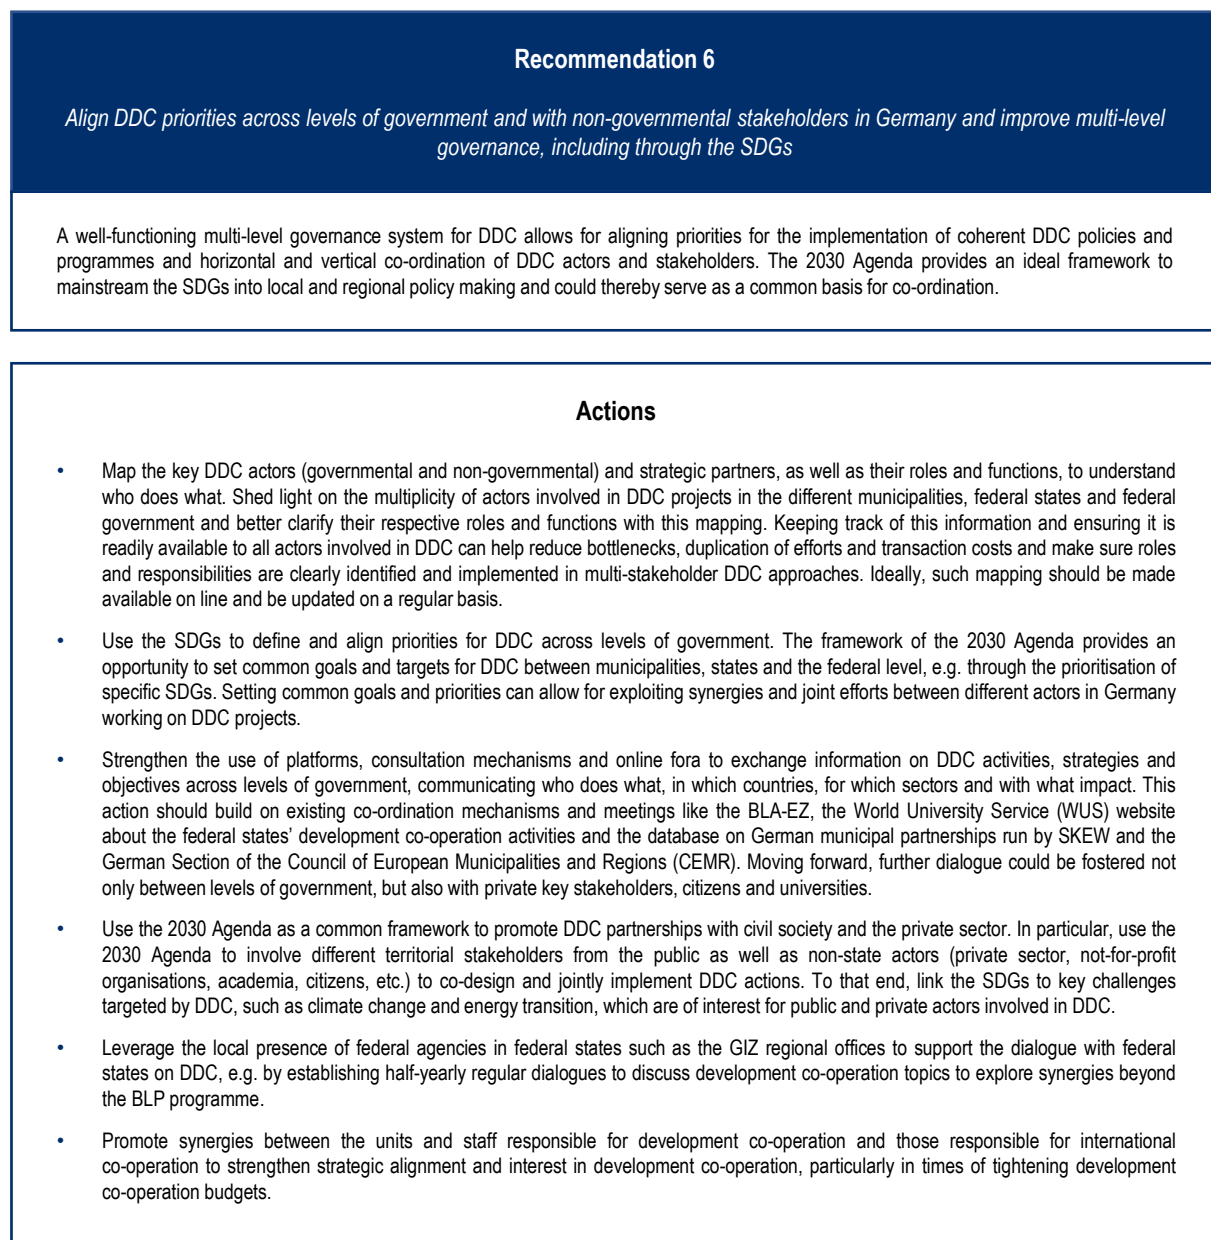 Recommendation 6
Align DDC priorities across levels of government and with non-governmental stakeholders in Germany and improve multi-level
governance, including through the SDGs
A well-functioning multi-level governance system for DDC allows for aligning priorities for the implementation of coherent DDC policies and
programmes and horizontal and vertical co-ordination of DDC actors and stakeholders. The 2030 Agenda provides an ideal framework to
mainstream the SDGs into local and regional policy making and could thereby serve as a common basis for co-ordination.
Actions
• Map the key DDC actors (governmental and non-governmental) and strategic partners, as well as their roles and functions, to understand
who does what. Shed light on the multiplicity of actors involved in DDC projects in the different municipalities, federal states and federal
government and better clarify their respective roles and functions with this mapping. Keeping track of this information and ensuring it is
readily available to all actors involved in DDC can help reduce bottlenecks, duplication of efforts and transaction costs and make sure roles
and responsibilities are clearly identified and implemented in multi-stakeholder DDC approaches. Ideally, such mapping should be made
available on line and be updated on a regular basis.
• Use the SDGs to define and align priorities for DDC across levels of government. The framework of the 2030 Agenda provides an
opportunity to set common goals and targets for DDC between municipalities, states and the federal level, e.g. through the prioritisation of
specific SDGs. Setting common goals and priorities can allow for exploiting synergies and joint efforts between different actors in Germany
working on DDC projects.
• Strengthen the use of platforms, consultation mechanisms and online fora to exchange information on DDC activities, strategies and
objectives across levels of government, communicating who does what, in which countries, for which sectors and with what impact. This
action should build on existing co-ordination mechanisms and meetings like the BLA-EZ, the World University Service (WUS) website
about the federal states’ development co-operation activities and the database on German municipal partnerships run by SKEW and the
German Section of the Council of European Municipalities and Regions (CEMR). Moving forward, further dialogue could be fostered not
only between levels of government, but also with private key stakeholders, citizens and universities.
• Use the 2030 Agenda as a common framework to promote DDC partnerships with civil society and the private sector. In particular, use the
2030 Agenda to involve different territorial stakeholders from the public as well as non-state actors (private sector, not-for-profit
organisations, academia, citizens, etc.) to co-design and jointly implement DDC actions. To that end, link the SDGs to key challenges
targeted by DDC, such as climate change and energy transition, which are of interest for public and private actors involved in DDC.
• Leverage the local presence of federal agencies in federal states such as the GIZ regional offices to support the dialogue with federal
states on DDC, e.g. by establishing half-yearly regular dialogues to discuss development co-operation topics to explore synergies beyond
the BLP programme.
• Promote synergies between the units and staff responsible for development co-operation and those responsible for international
co-operation to strengthen strategic alignment and interest in development co-operation, particularly in times of tightening development
co-operation budgets.